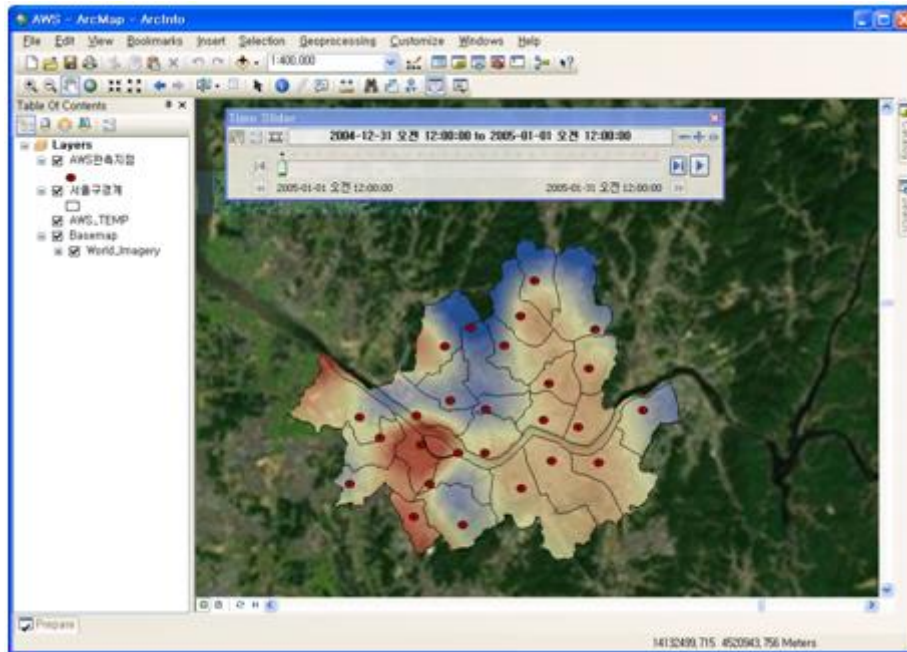 AWS - ArcMap - ArcInfo
File Edit View Bookmarks Insert Selection Geoprocessing Customize Windows Help
1:400,000
Table Of Contents
Layers
AWS관측지점
서울구경계
AWS_TEMP
Basemap
World_Imagery
Time Slider
2004-12-31 오전 12:00:00 to 2005-01-01 오전 12:00:00
2005-01-01 오전 12:00:00
2005-01-31 오전 12:00:00
Prepare
14132499,715 4520943,756 Meters